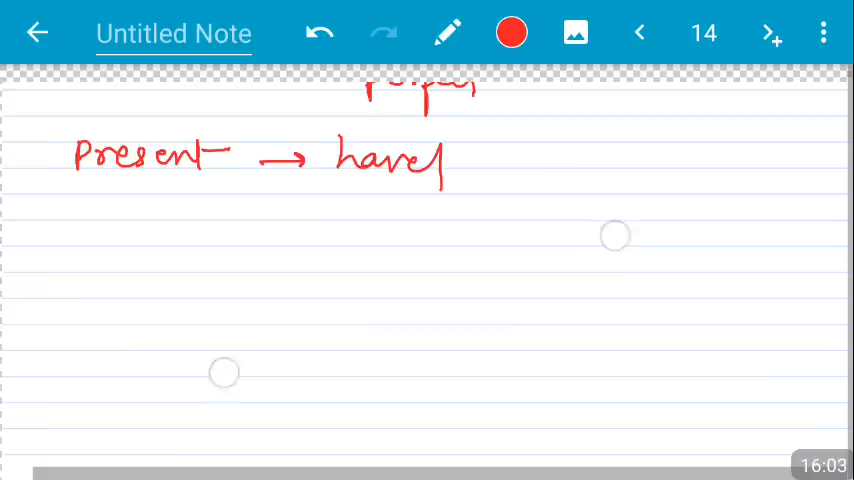 Untitled Note
14
Present → have/
16:03